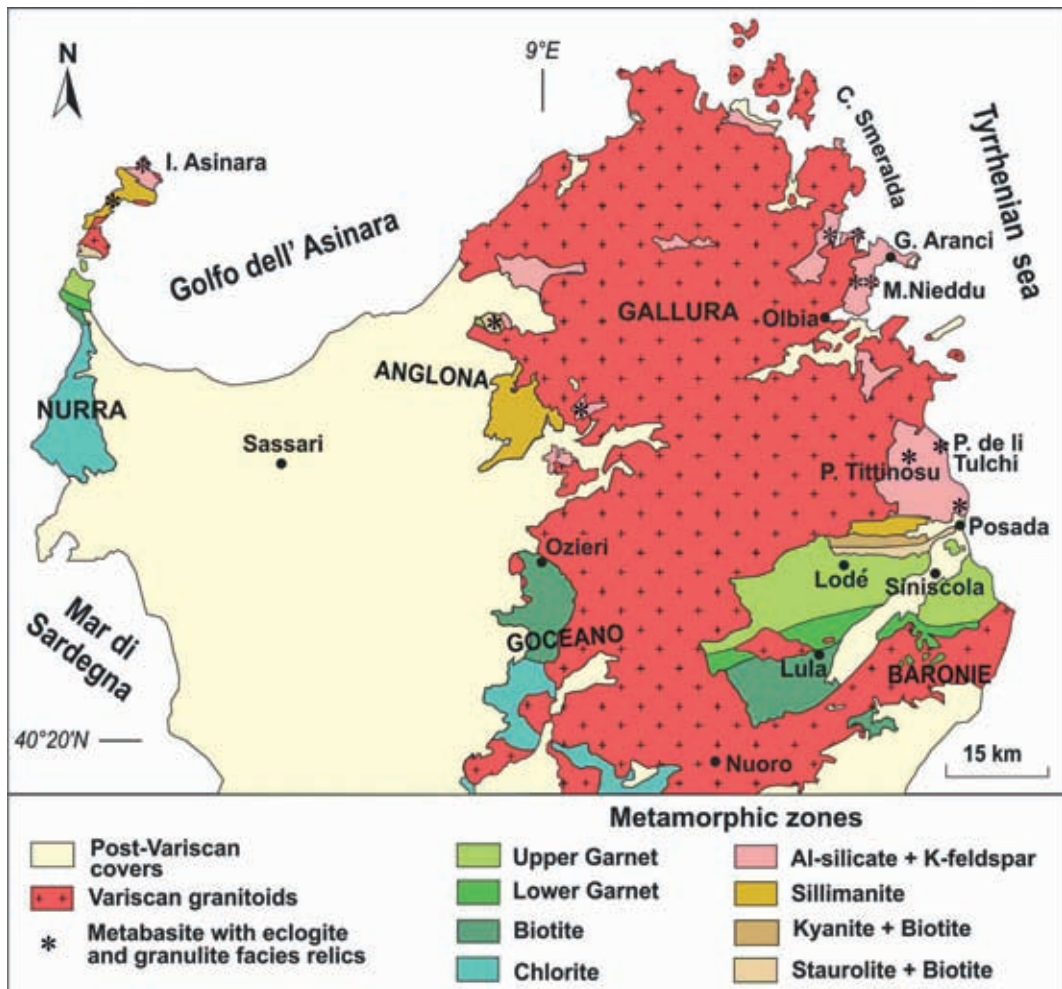 N
9°E
C. Smeralda
Tyrrhenian sea
I. Asinara
Golfo dell' Asinara
G. Aranci
M.Nieddu
GALLURA
Olbia
ANGLONA
NURRA
Sassari
P. de li
Tulchi
P. Tittinosu
Posada
Ozieri
Lodé
Siniscola
Mar di
Sardegna
GOCEANO
Lula
BARONIE
40°20'N
Nuoro
15 km
Metamorphic zones
Post-Variscan
covers
Variscan granitoids
Metabasite with eclogite
and granulite facies relics
Upper Garnet
Lower Garnet
Biotite
Chlorite
Al-silicate + K-feldspar
Sillimanite
Kyanite + Biotite
Staurolite + Biotite